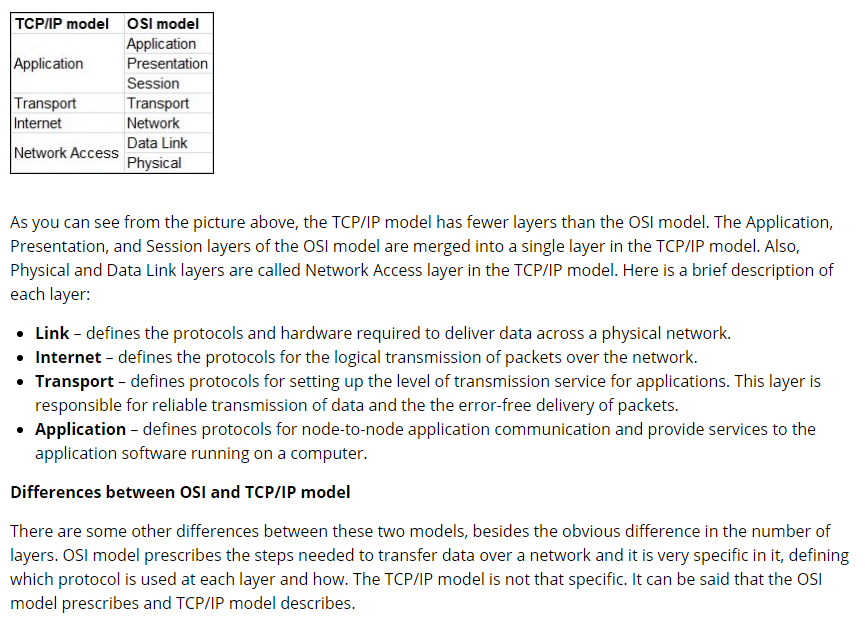 TCP/IP model OSI model
Application
Application Presentation
Session
Transport Transport
Internet Network
Network Access Data Link
Physical
As you can see from the picture above, the TCP/IP model has fewer layers than the OSI model. The Application,
Presentation, and Session layers of the OSI model are merged into a single layer in the TCP/IP model. Also,
Physical and Data Link layers are called Network Access layer in the TCP/IP model. Here is a brief description of
each layer:
• Link – defines the protocols and hardware required to deliver data across a physical network.
• Internet – defines the protocols for the logical transmission of packets over the network.
• Transport – defines protocols for setting up the level of transmission service for applications. This layer is
responsible for reliable transmission of data and the the error-free delivery of packets.
• Application – defines protocols for node-to-node application communication and provide services to the
application software running on a computer.
Differences between OSI and TCP/IP model
There are some other differences between these two models, besides the obvious difference in the number of
layers. OSI model prescribes the steps needed to transfer data over a network and it is very specific in it, defining
which protocol is used at each layer and how. The TCP/IP model is not that specific. It can be said that the OSI
model prescribes and TCP/IP model describes.